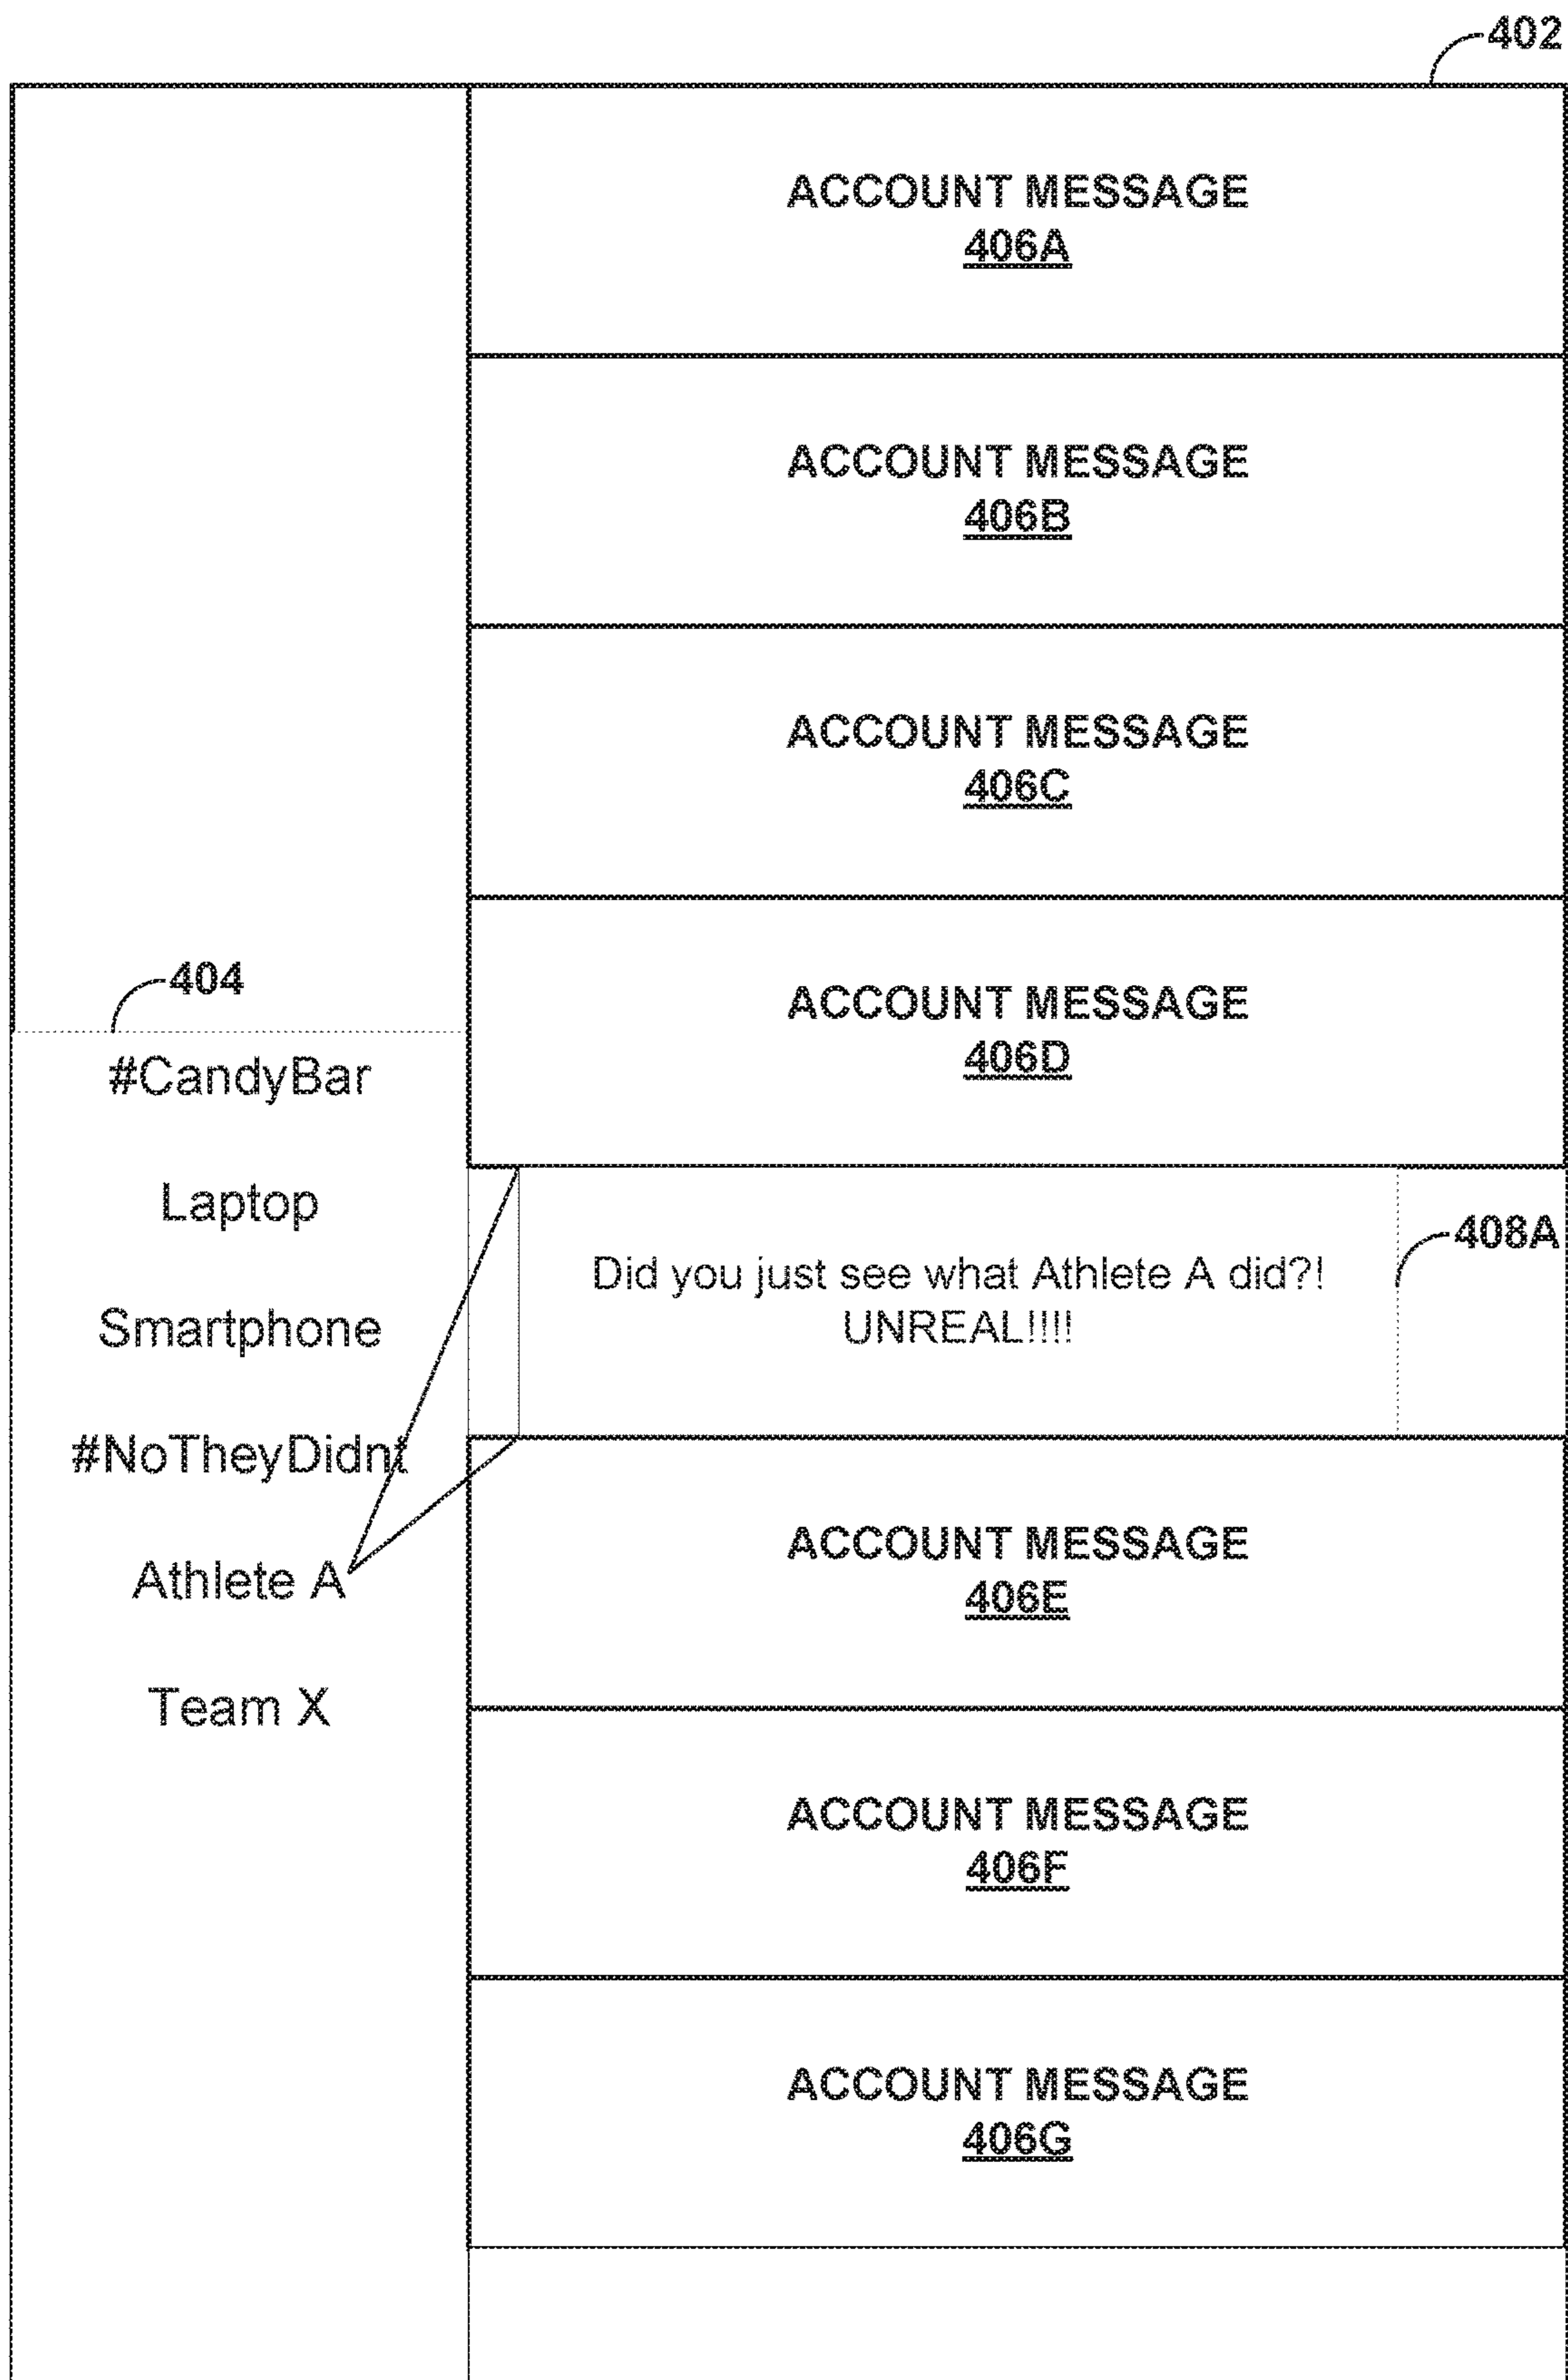 402
ACCOUNT MESSAGE
406A
ACCOUNT MESSAGE
406B
ACCOUNT MESSAGE
406C
ACCOUNT MESSAGE
406D
404
#CandyBar
Laptop
Smartphone
#NoTheyDidnt
Athlete A
Team X
408A
Did you just see what Athlete A did?!
UNREAL!!!!
ACCOUNT MESSAGE
406E
ACCOUNT MESSAGE
406F
ACCOUNT MESSAGE
406G